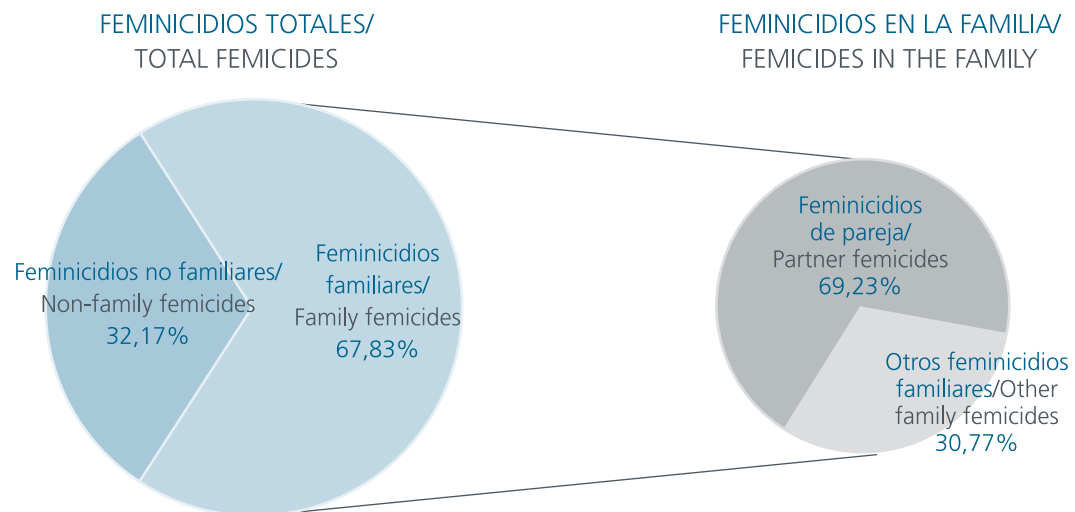 FEMINICIDIOS TOTALES/
TOTAL FEMICIDES
FEMINICIDIOS EN LA FAMILIA/
FEMICIDES IN THE FAMILY
Feminicidios no familiares/
Non-family femicides
32,17%
Feminicidios
familiares/
Family femicides
67,83%
Feminicidios
de pareja/
Partner femicides
69,23%
Otros feminicidios
familiares/Other
family femicides
30,77%